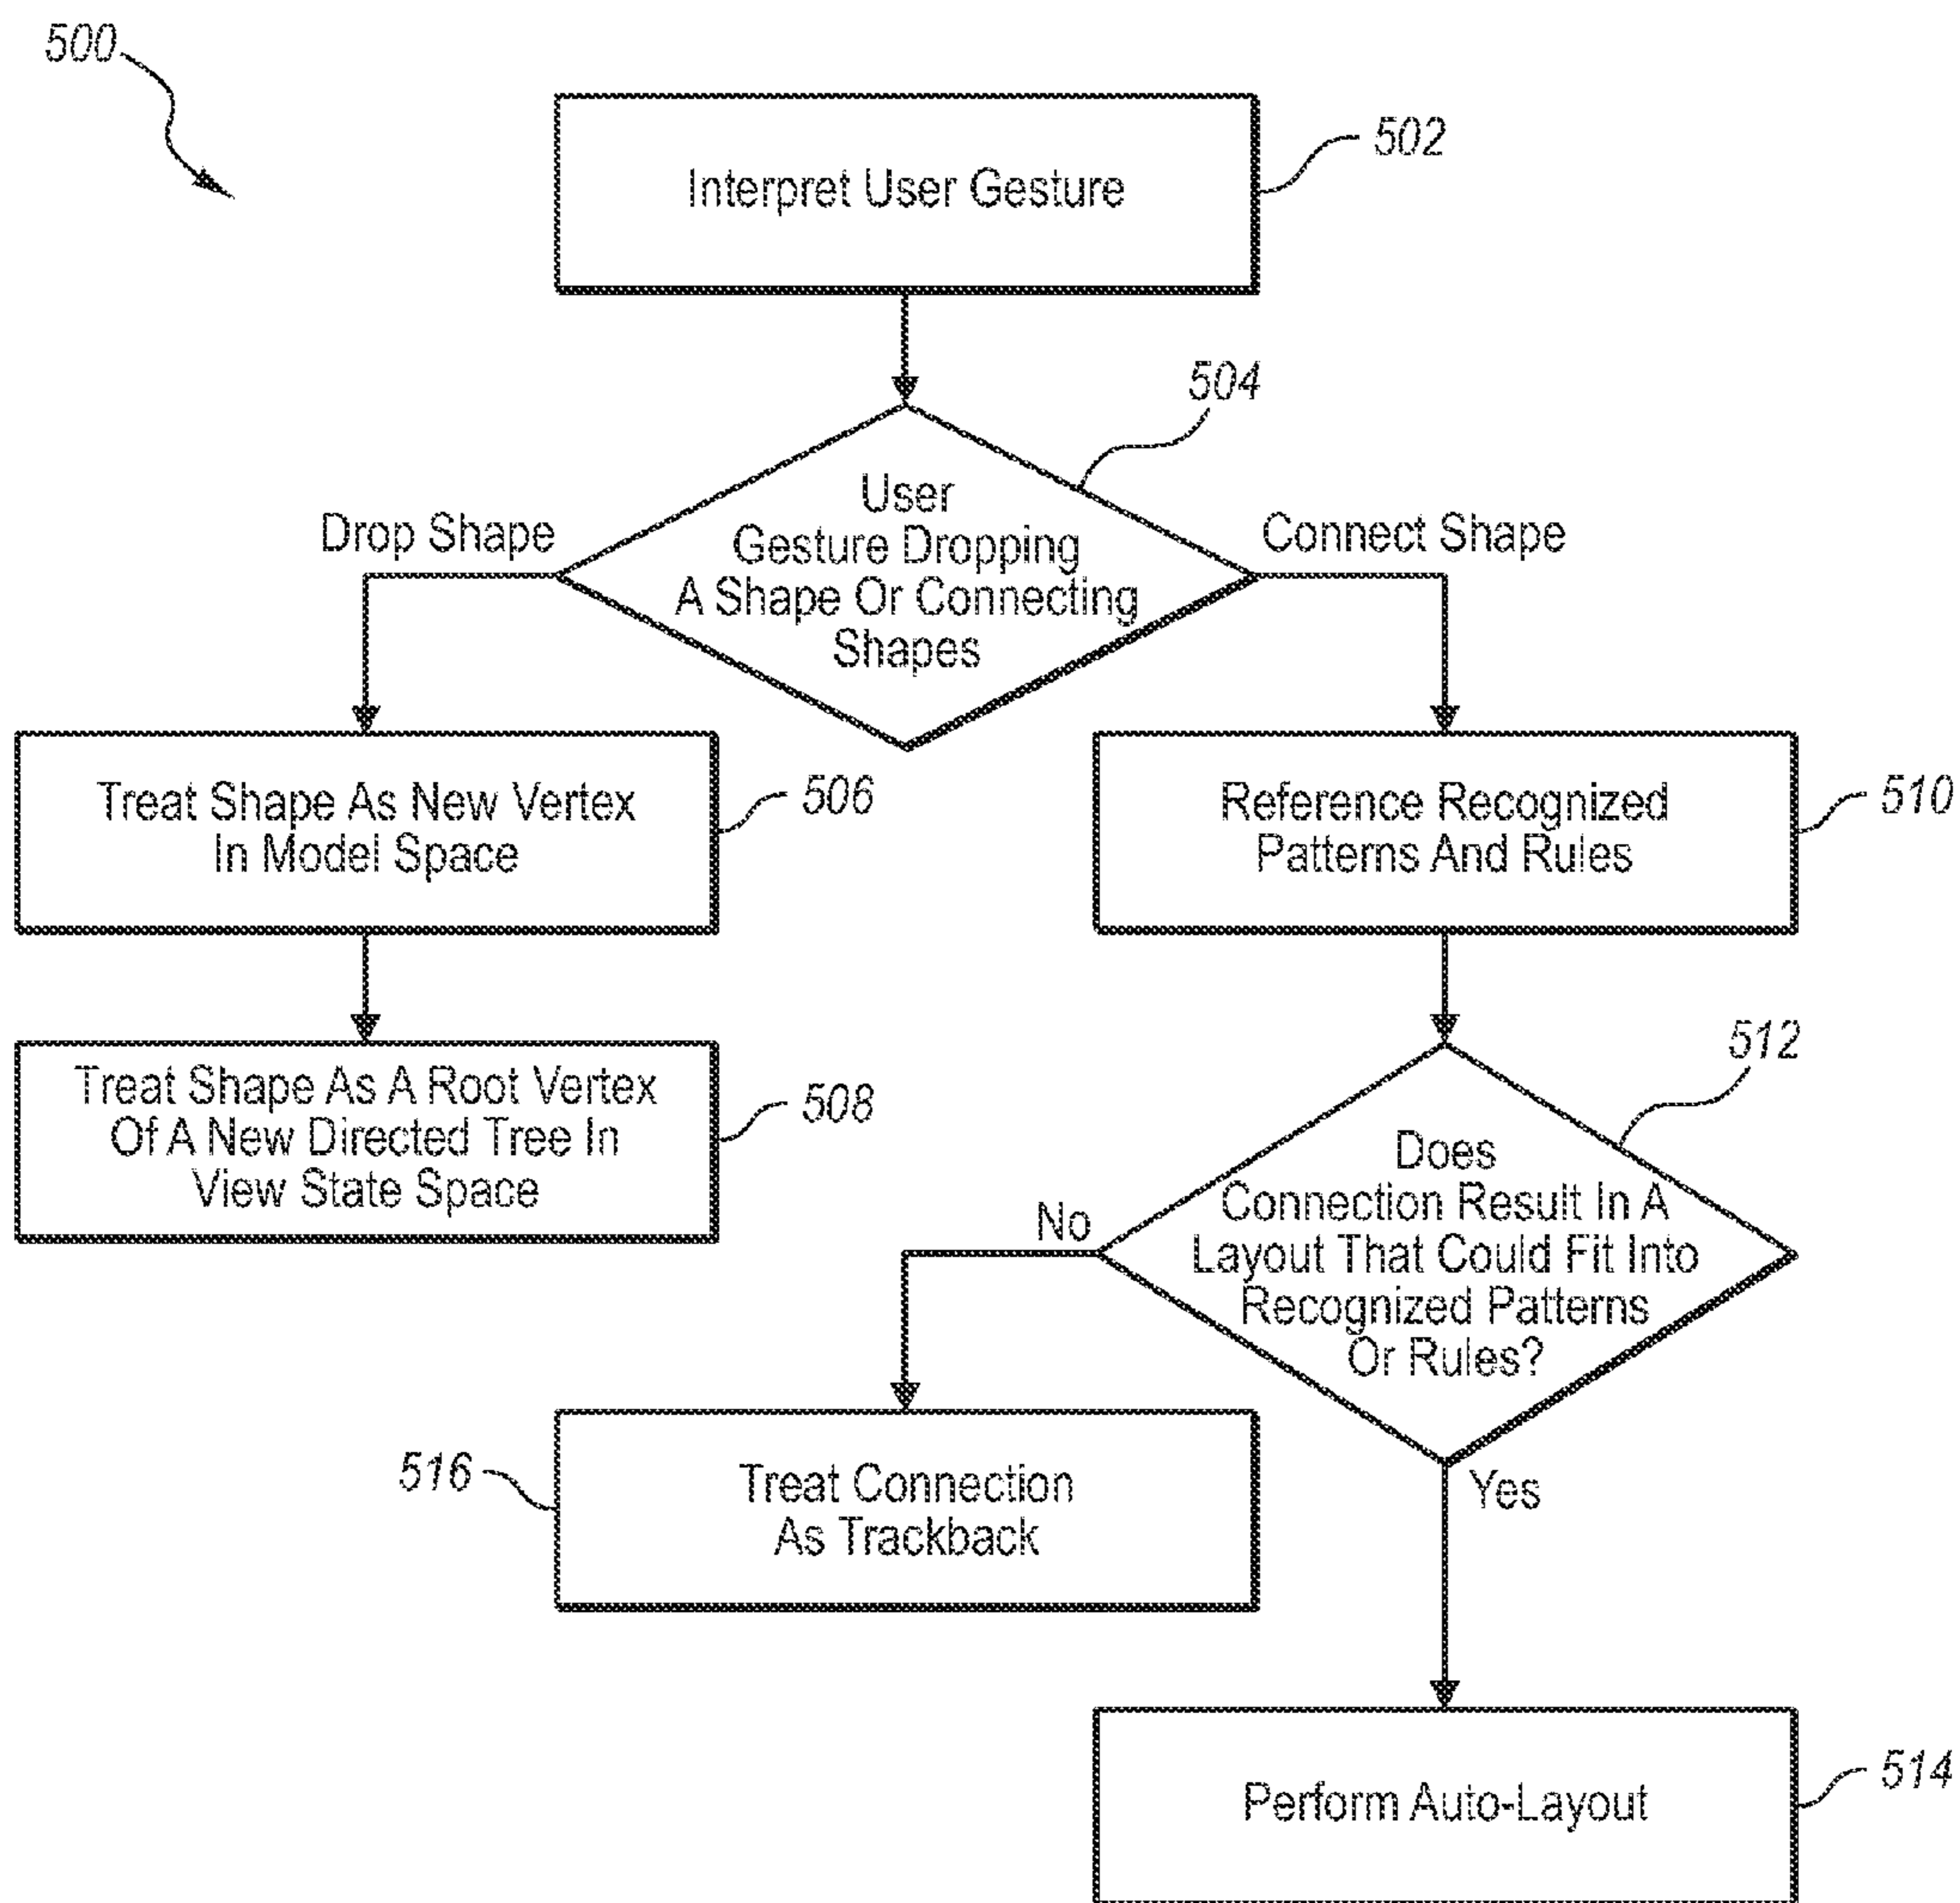 500
Interpret User Gesture
502
504
User
Gesture Dropping
A Shape Or Connecting
Shapes
Drop Shape
Connect Shape
Treat Shape As New Vertex
In Model Space
506
Reference Recognized
Patterns And Rules
510
Treat Shape As A Root Vertex
Of A New Directed Tree In
View State Space
508
512
Does
Connection Result In A
Layout That Could Fit Into
Recognized Patterns
Or Rules?
No
Yes
516
Treat Connection
As Trackback
Perform Auto-Layout
514